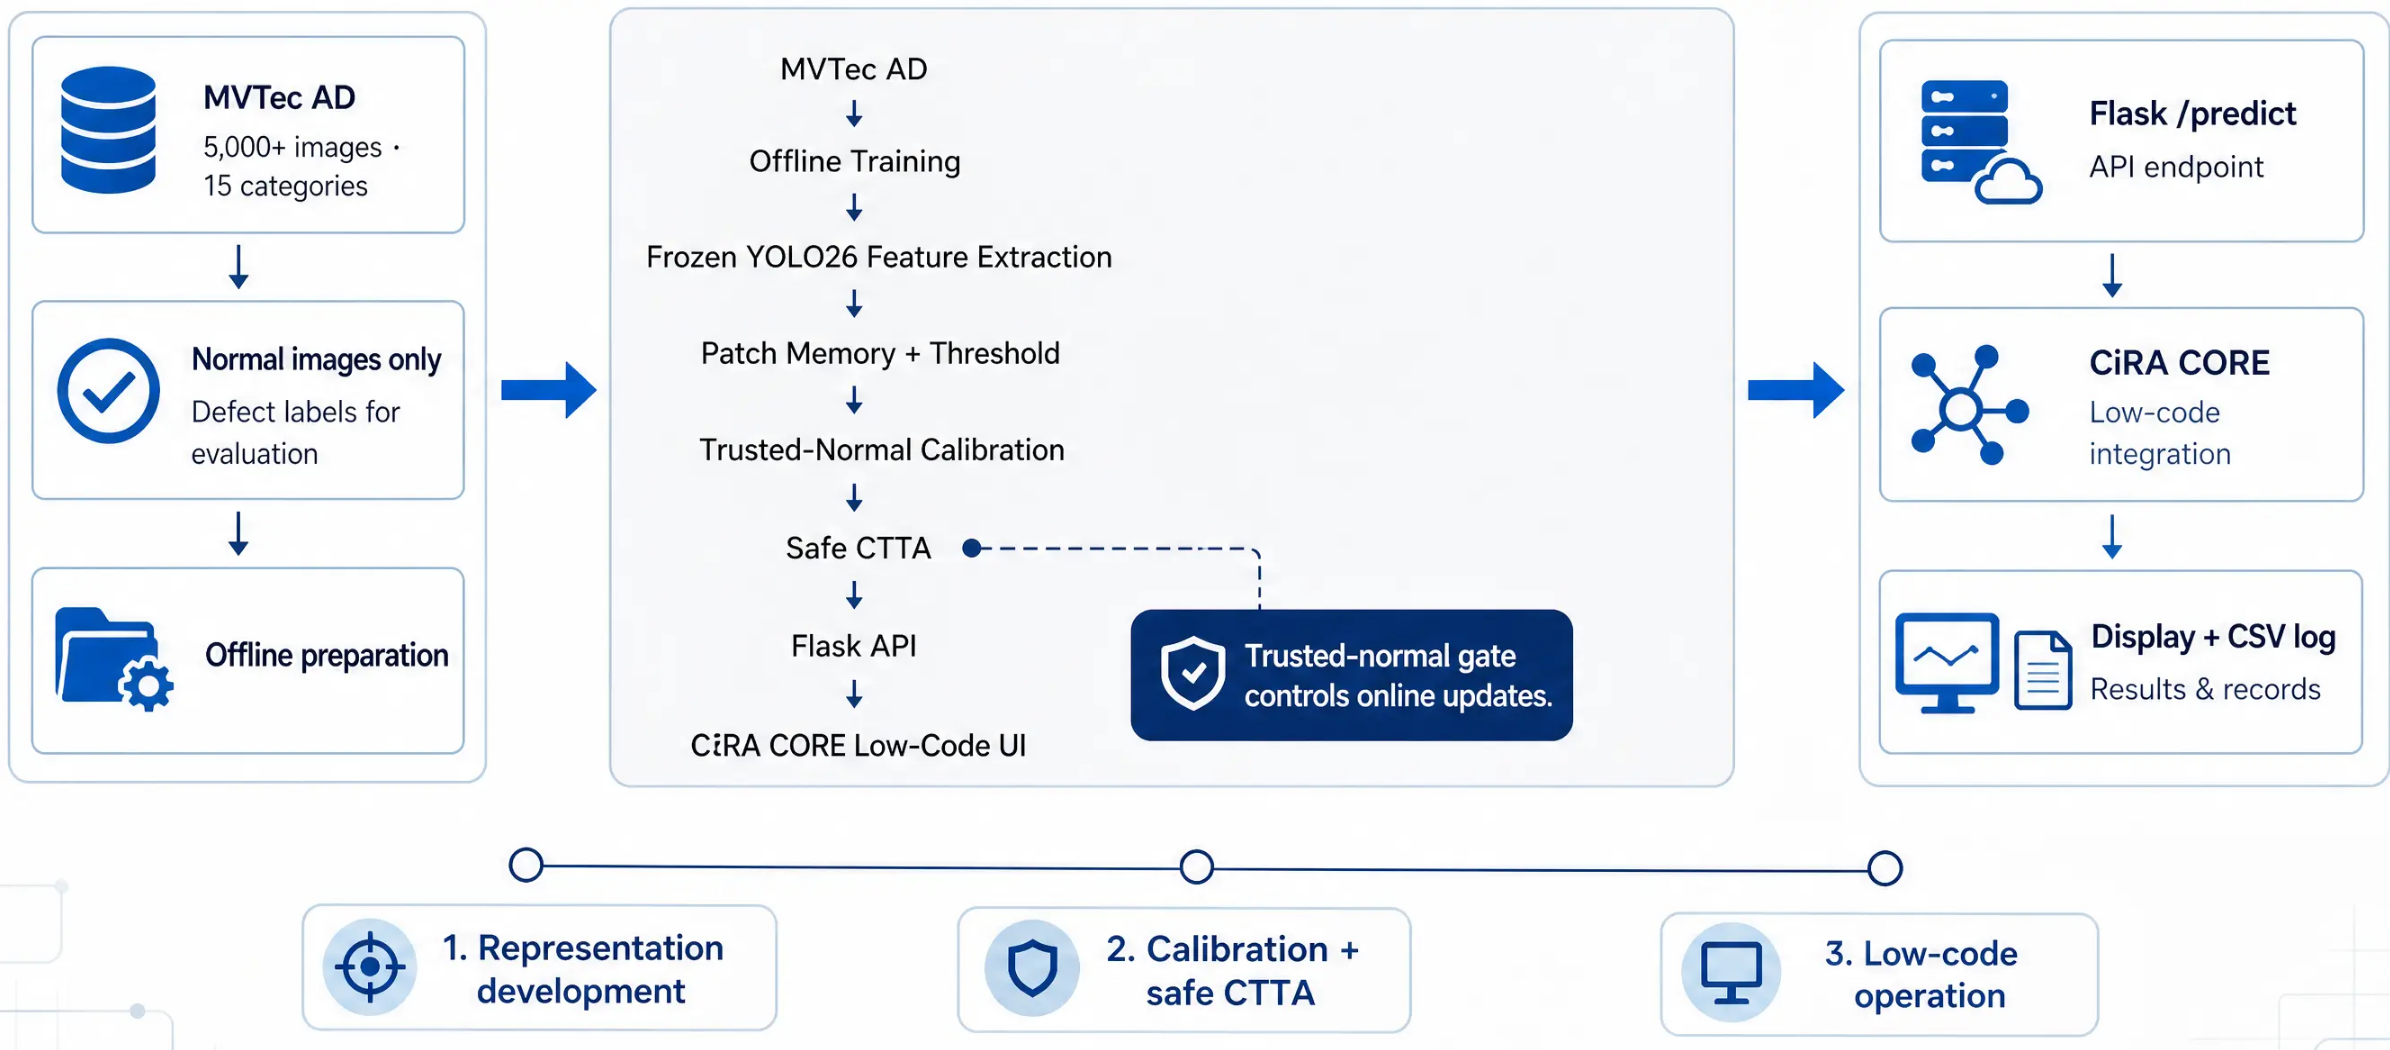 MVTec AD
5,000+ images ·
15 categories
Normal images only
Defect labels for
evaluation
Offline preparation
MVTec AD
Offline Training
Frozen YOLO26 Feature Extraction
Patch Memory + Threshold
Trusted-Normal Calibration
Safe CTTA
Flask API
CiRA CORE Low-Code UI
Trusted-normal gate
controls online updates.
Flask /predict
API endpoint
CiRA CORE
Low-code
integration
Display + CSV log
Results & records
1. Representation
development
2. Calibration +
safe CTTA
3. Low-code
operation